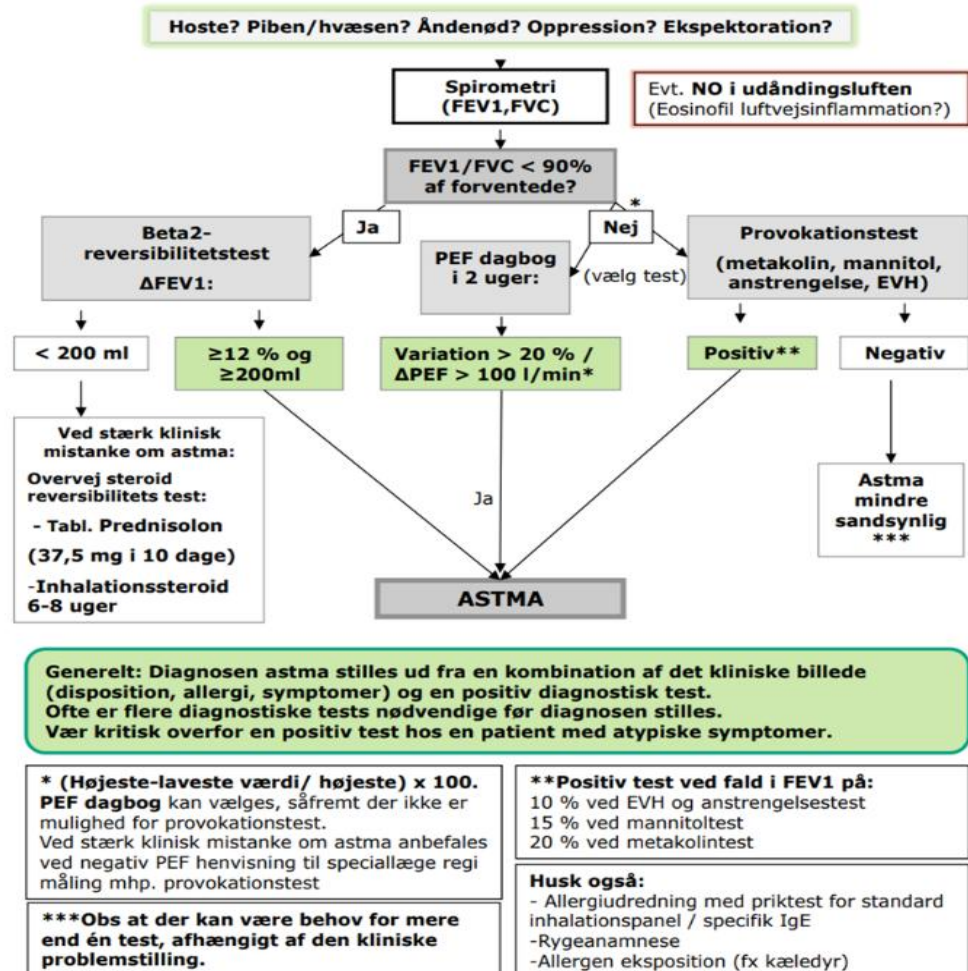 Hoste? Piben/hvæsen? Åndenød? Oppression? Ekspektoration?
Spirometri
(FEV1,FVC)
Evt. NO i udåndingsluften
(Eosinofil luftvejsinflammation?)
FEV1/FVC < 90%
af forventede?
*
Ja
Nej
Beta2-
reversibilitetstest
ΔFEV1:
PEF dagbog
i 2 uger:
(vælg test)
Provokationstest
(metakolin, mannitol,
anstrengelse, EVH)
< 200 ml
≥12 % og
≥200ml
Variation > 20 % /
ΔPEF > 100 l/min*
Positiv**
Negativ
Ved stærk klinisk
mistanke om astma:
Overvej steroid
reversibilitets test:
- Tabl. Prednisolon
(37,5 mg i 10 dage)
-Inhalationssteroid
6-8 uger
Ja
Astma
mindre
sandsynlig
***
ASTMA
Generelt: Diagnosen astma stilles ud fra en kombination af det kliniske billede
(disposition, allergi, symptomer) og en positiv diagnostisk test.
Ofte er flere diagnostiske tests nødvendige før diagnosen stilles.
Vær kritisk overfor en positiv test hos en patient med atypiske symptomer.
* (Højeste-laveste værdi/ højeste) x 100.
PEF dagbog kan vælges, såfremt der ikke er
mulighed for provokationstest.
Ved stærk klinisk mistanke om astma anbefales
ved negativ PEF henvisning til speciallæge regi
måling mhp. provokationstest
***Obs at der kan være behov for mere
end én test, afhængigt af den kliniske
problemstilling.
**Positiv test ved fald i FEV1 på:
10 % ved EVH og anstrengelsestest
15 % ved mannitoltest
20 % ved metakolintest
Husk også:
- Allergiudredning med priktest for standard
inhalationspanel / specifik IgE
-Rygeanamnese
-Allergen eksposition (fx kæledyr)